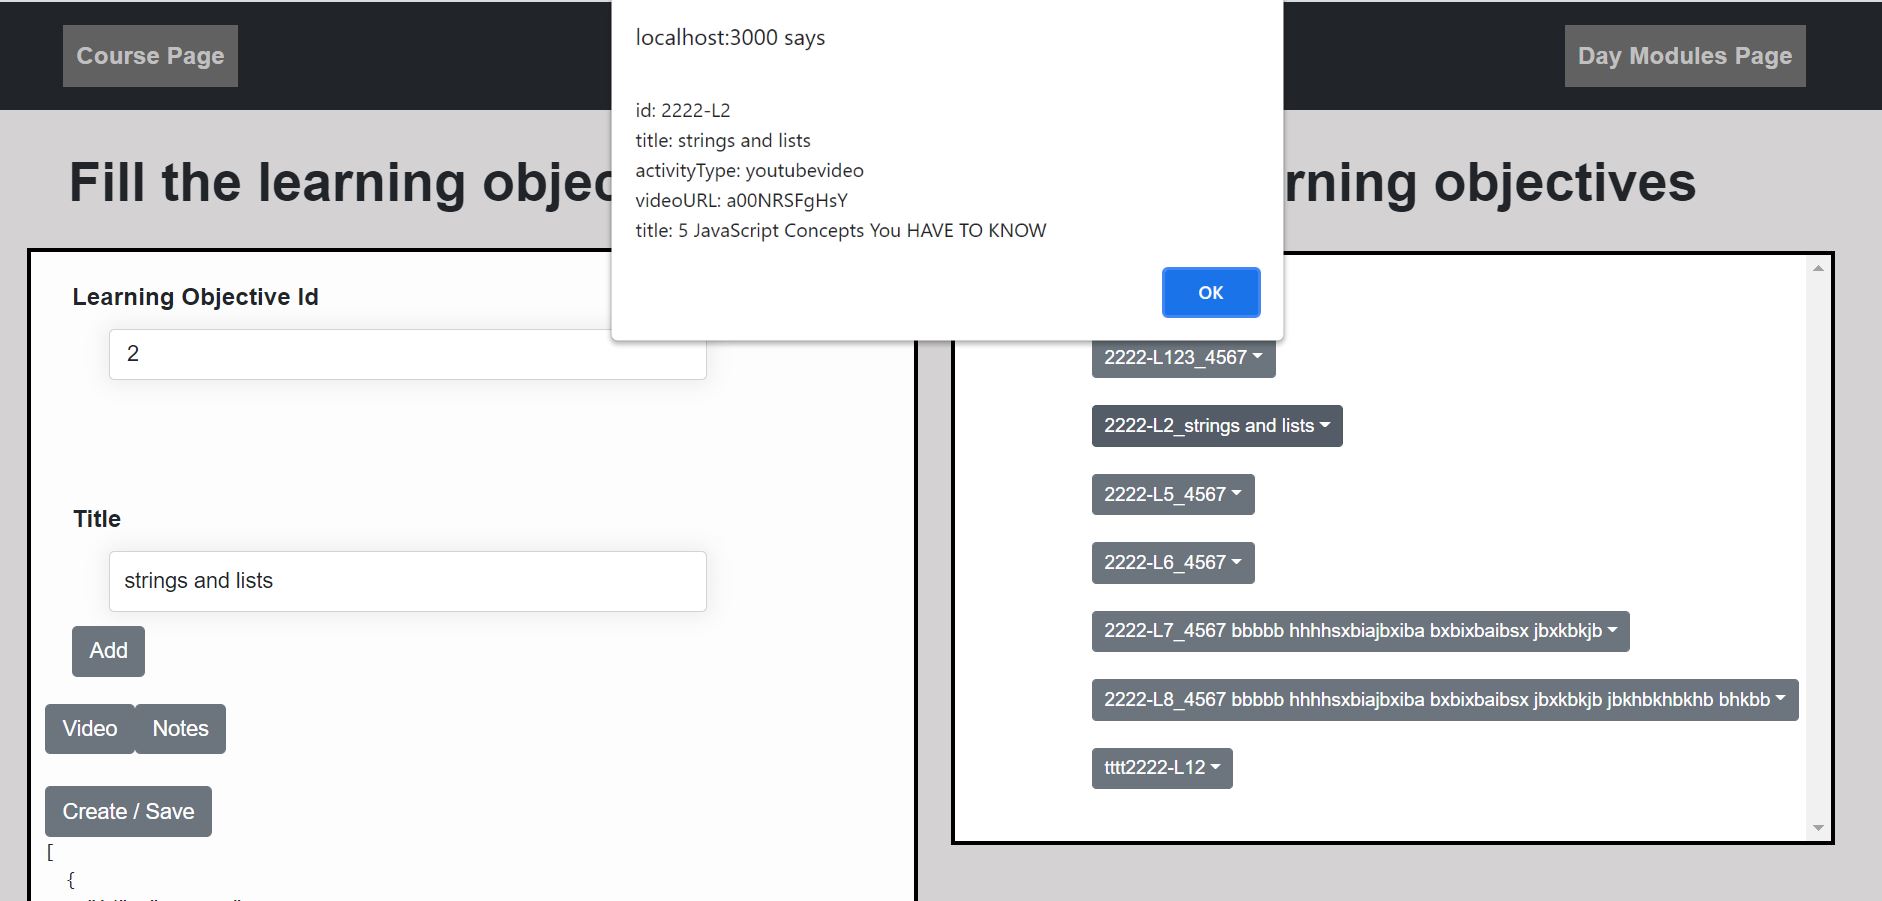 Course Page
Day Modules Page
localhost:3000 says
id: 2222-L2
title: strings and lists
activityType: youtubevideo
videoURL: a00NRSFgHsY
title: 5 JavaScript Concepts You HAVE TO KNOW
OK
Fill the learning
objectives
Learning Objective Id
2
Title
strings and lists
Add
Video Notes
Create / Save
[
{
2222-L123_4567
2222-L2_strings and lists
2222-L5_4567
2222-L6_4567
2222-L7_4567 bbbbb hhhhsxbiajbxiba bxbixbaibsx jbxkbkjb
2222-L8_4567 bbbbb hhhhsxbiajbxiba bxbixbaibsx jbxkbkjb jbkhbkhbkhb bhkbb
tttt2222-L12